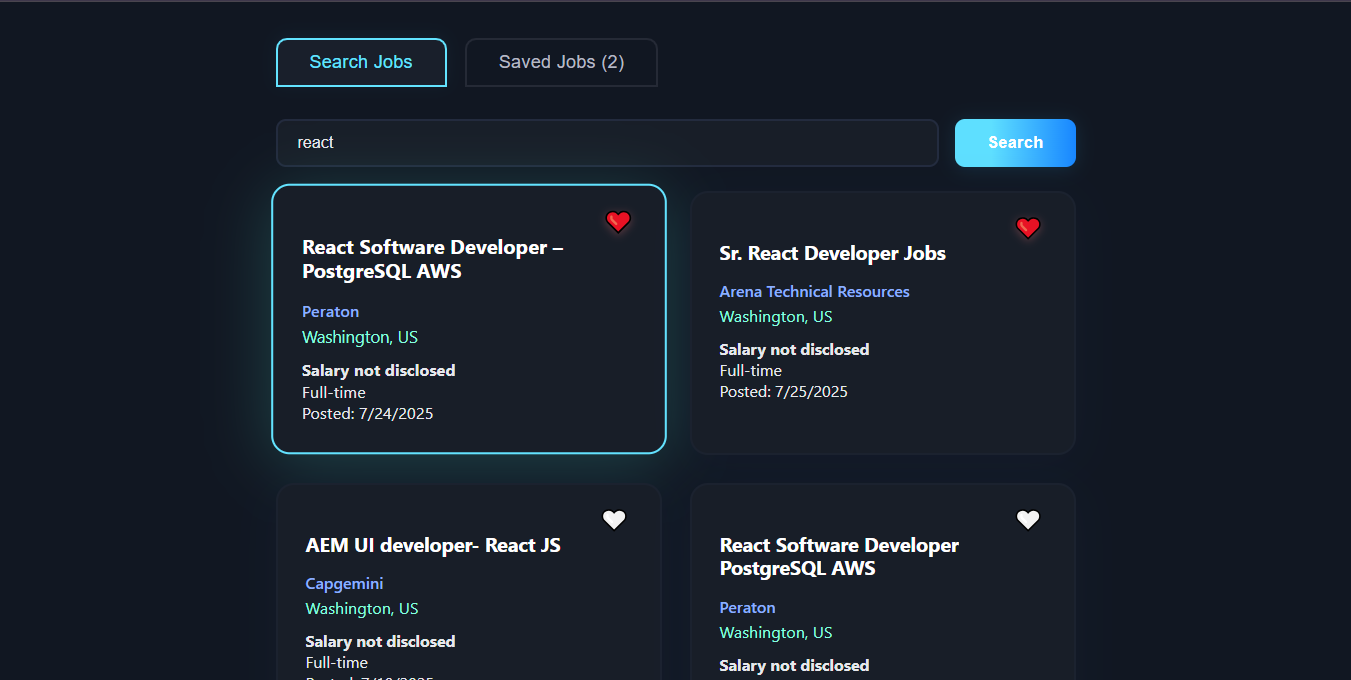 Search Jobs
Saved Jobs (2)
react
Search
React Software Developer –
PostgreSQL AWS
Peraton
Washington, US
Salary not disclosed
Full-time
Posted: 7/24/2025
Sr. React Developer Jobs
Arena Technical Resources
Washington, US
Salary not disclosed
Full-time
Posted: 7/25/2025
AEM UI developer- React JS
Capgemini
Washington, US
Salary not disclosed
Full-time
React Software Developer
PostgreSQL AWS
Peraton
Washington, US
Salary not disclosed